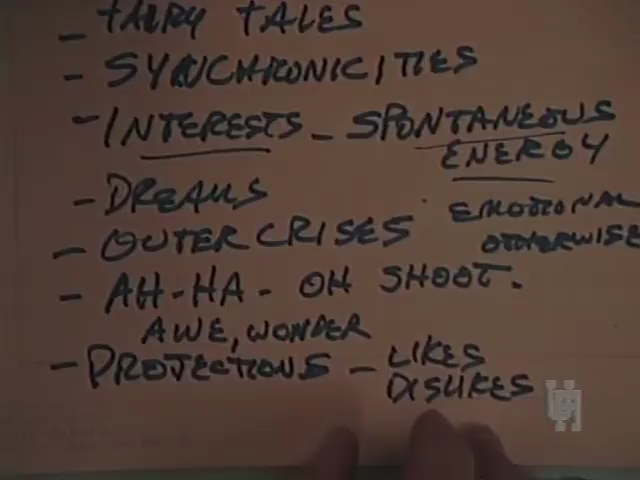 - FAIRY TALES
- SYNCHRONICITIES
- INTERESTS - SPONTANEOUS
ENERGY
- DREAMS
EMOTIONAL
- OUTER CRISES
OTHERWISE
- AH-HA - OH SHOOT.
AWE, WONDER
- PROJECTIONS - LIKES
DISLIKES